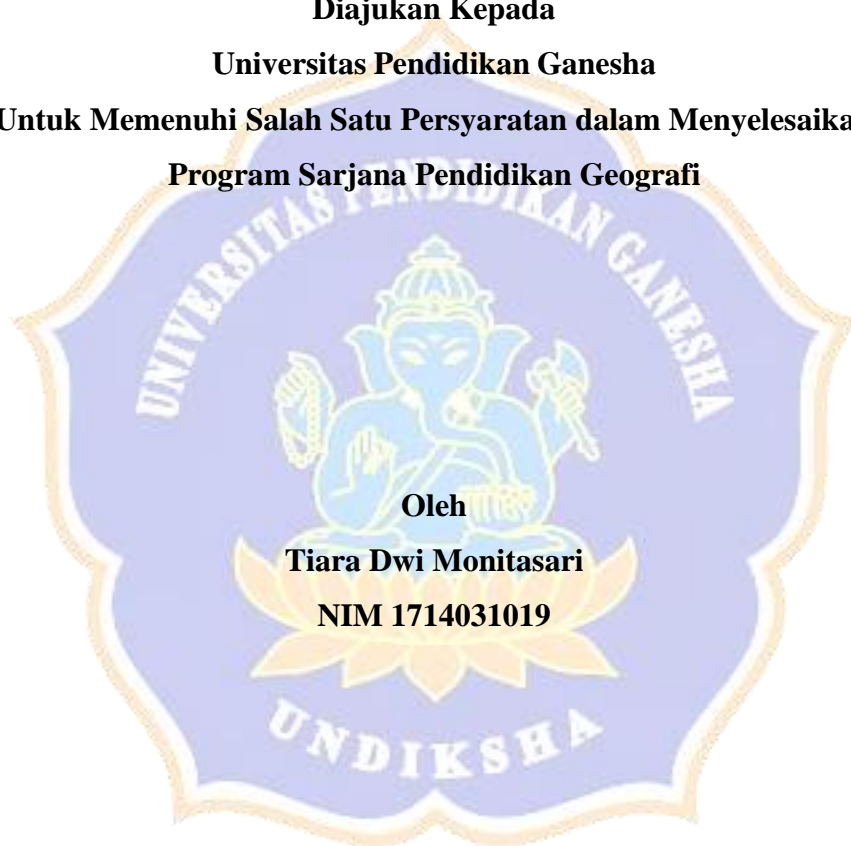 Diajukan Kepada
Universitas Pendidikan Ganesha
Untuk Memenuhi Salah Satu Persyaratan dalam Menyelesaika
Program Sarjana Pendidikan Geografi
UNIVERSITAS PENDIDIKAN GANESHA
Oleh
Tiara Dwi Monitasari
NIM 1714031019
UNDIKSHA